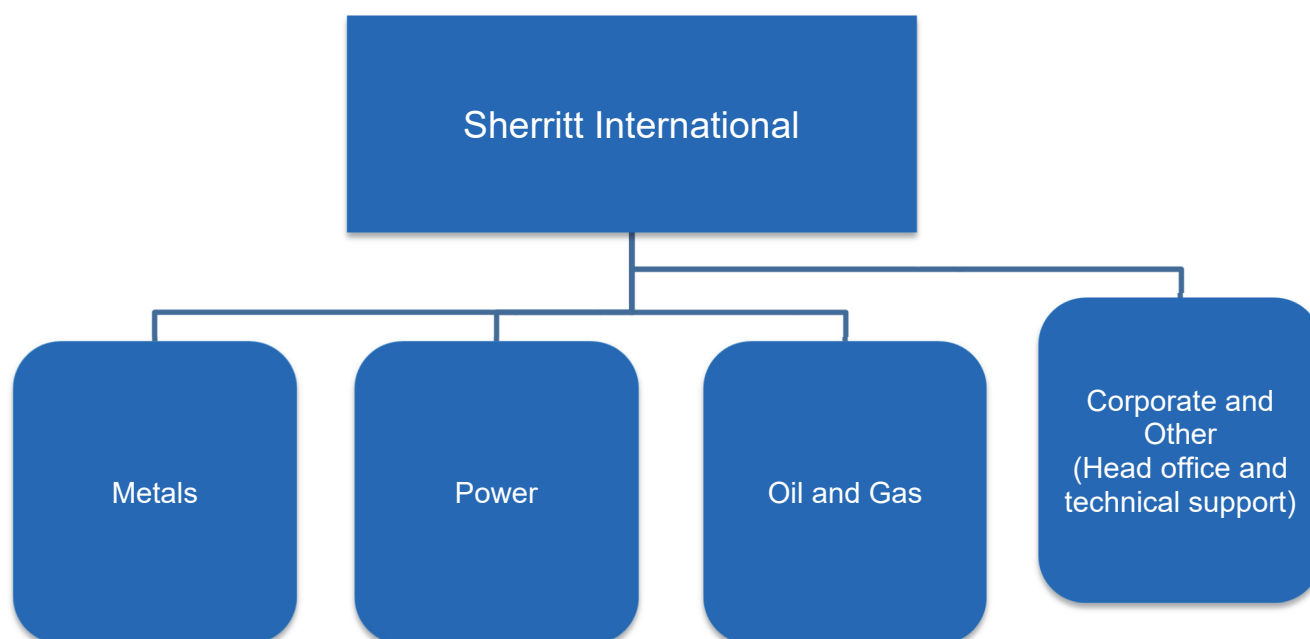 Sherritt International
Metals
Power
Oil and Gas
Corporate and
Other
(Head office and
technical support)